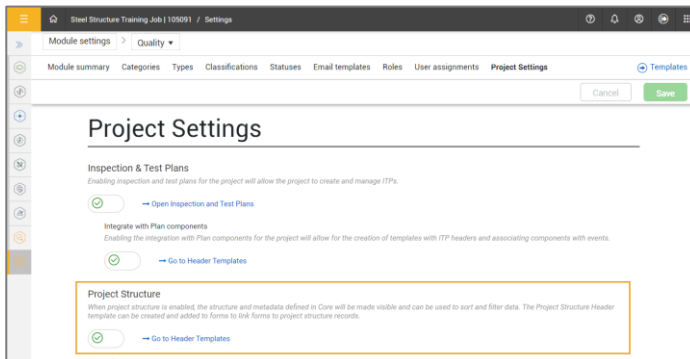 Steel Structure Training Job | 105091 / Settings
Module settings > Quality
Module summary Categories Types Classifications Statuses Email templates Roles User assignments Project Settings Templates
Cancel Save
Project Settings
Inspection & Test Plans
Enabling inspection and test plans for the project will allow the project to create and manage ITPs.
→ Open Inspection and Test Plans
Integrate with Plan components
Enabling the integration with Plan components for the project will allow for the creation of templates with ITP headers and associating components with events.
→ Go to Header Templates
Project Structure
When project structure is enabled, the structure and metadata defined in Core will be made visible and can be used to sort and filter data. The Project Structure Header
template can be created and added to forms to link forms to project structure records.
→ Go to Header Templates